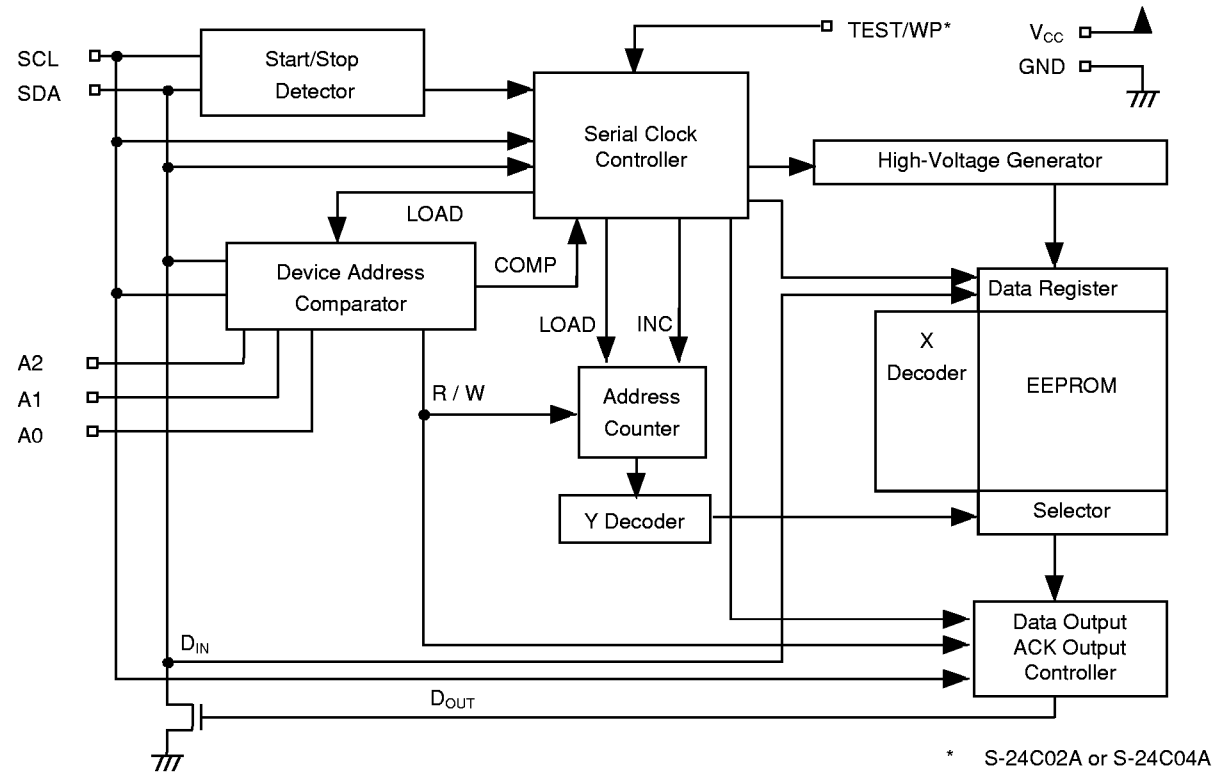 SCL
SDA
Start/Stop
Detector
TEST/WP*
VCC
GND
Serial Clock
Controller
High-Voltage Generator
LOAD
Device Address
Comparator
COMP
LOAD
INC
Data Register
X
Decoder
EEPROM
A2
A1
A0
R / W
Address
Counter
Y Decoder
Selector
Data Output
ACK Output
Controller
DIN
DOUT
* S-24C02A or S-24C04A